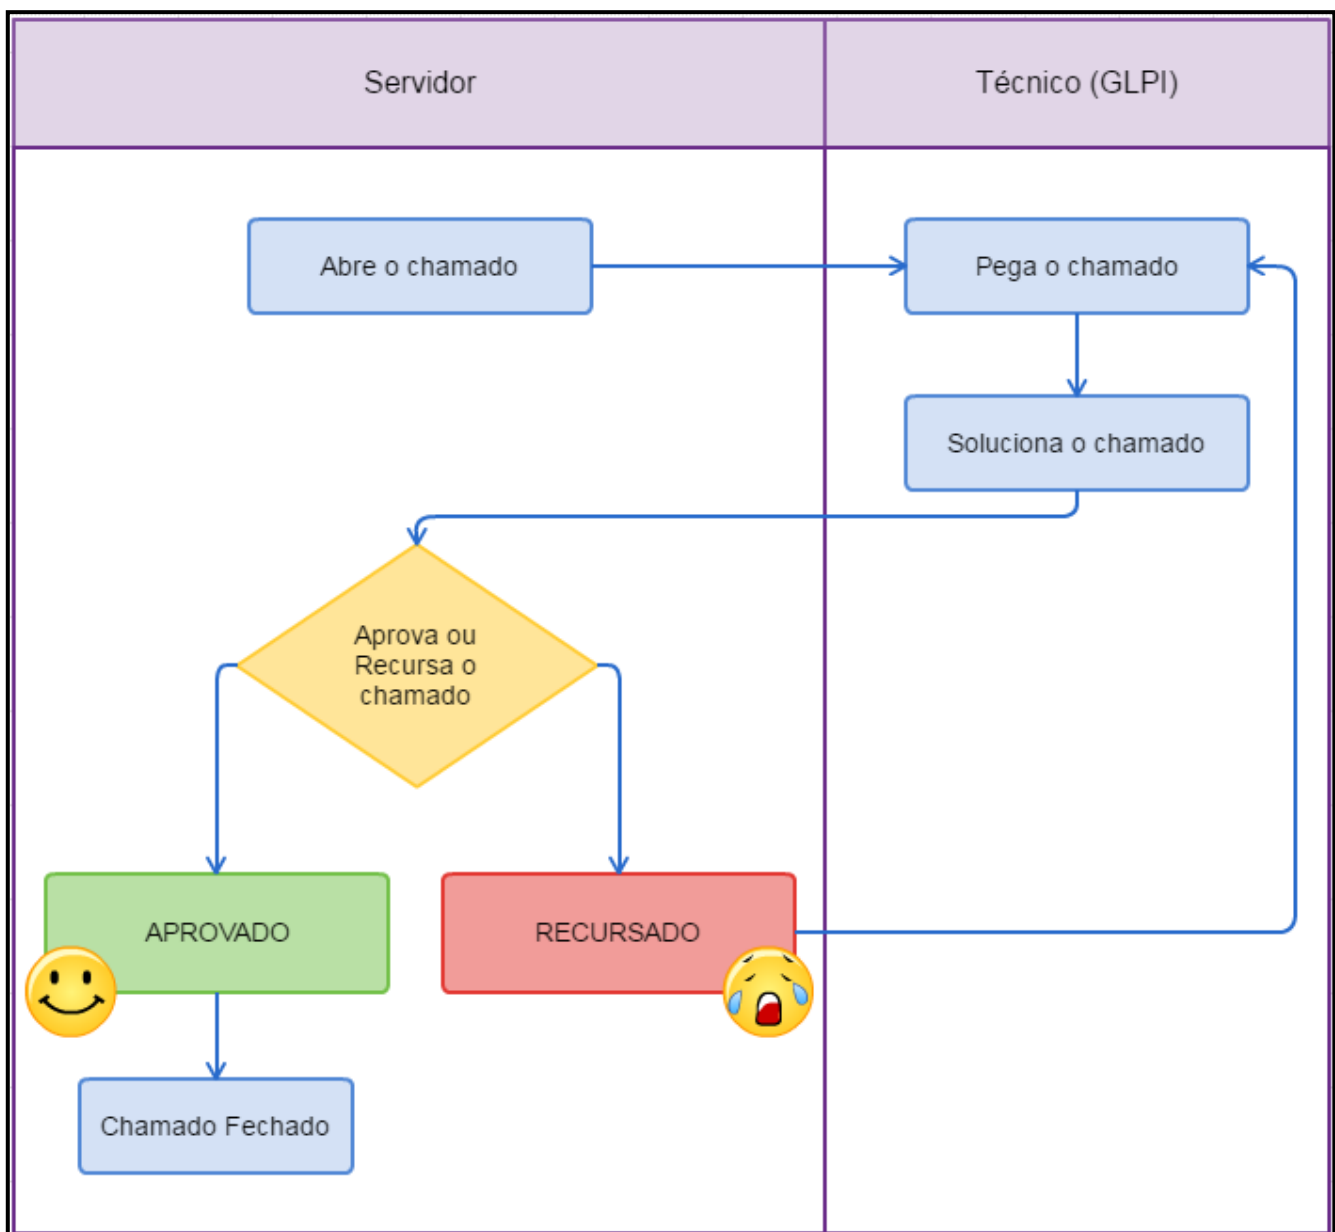 Servidor
Técnico (GLPI)
Abre o chamado
Pega o chamado
Soluciona o chamado
Aprova ou
Recursa o
chamado
APROVADO
RECURSADO
Chamado Fechado